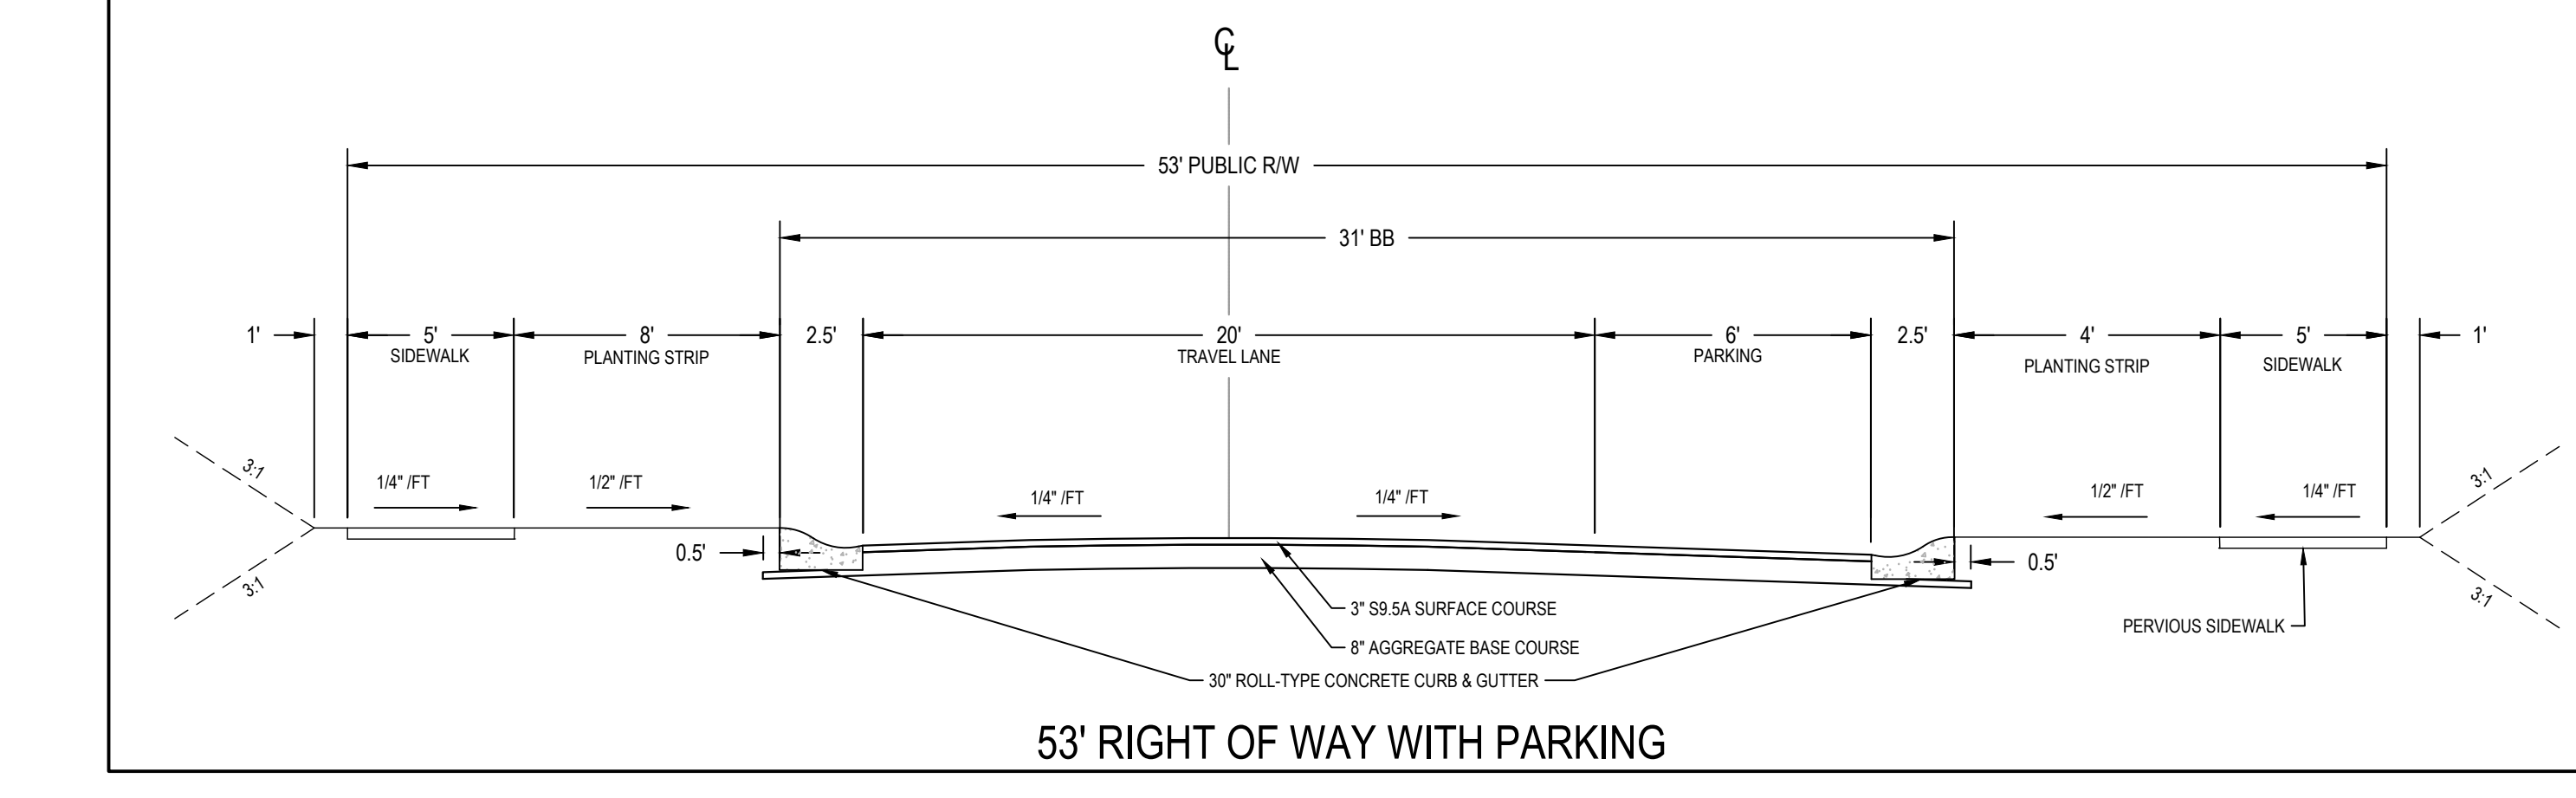 ℄
53' PUBLIC R/W
31' BB
1' 5' 8' 2.5' 20' 6' 2.5' 4' 5' 1'
SIDEWALK PLANTING STRIP TRAVEL LANE PARKING PLANTING STRIP SIDEWALK
3:1 1/4" /FT 1/2" /FT 1/4" /FT 1/4" /FT 1/2" /FT 1/4" /FT 3:1
0.5' 0.5'
3:1 3:1
3" S9.5A SURFACE COURSE
PERVIOUS SIDEWALK
8" AGGREGATE BASE COURSE
30" ROLL-TYPE CONCRETE CURB & GUTTER
53' RIGHT OF WAY WITH PARKING